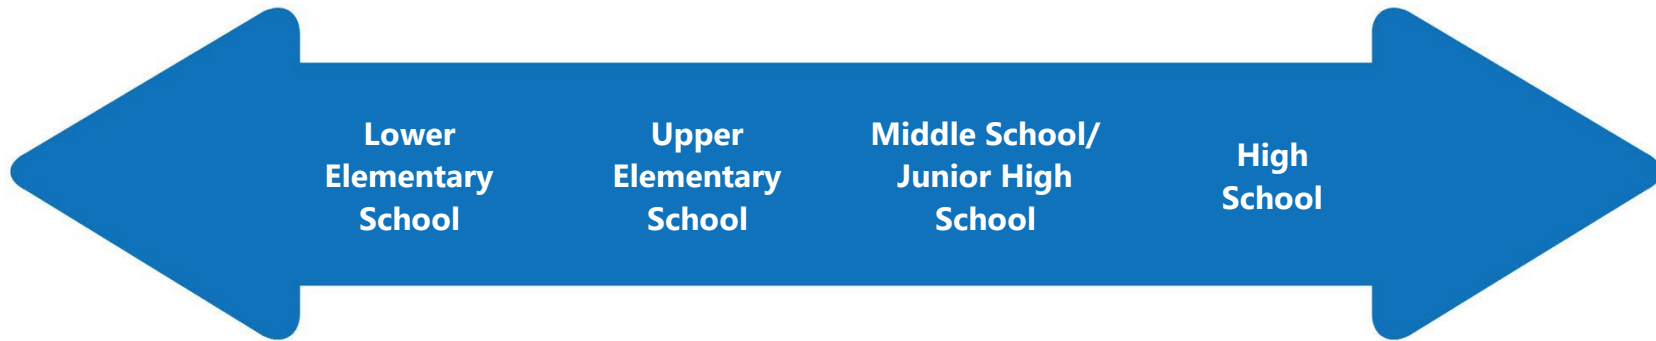 Lower
Elementary
School
Upper
Elementary
School
Middle School/
Junior High
School
High
School